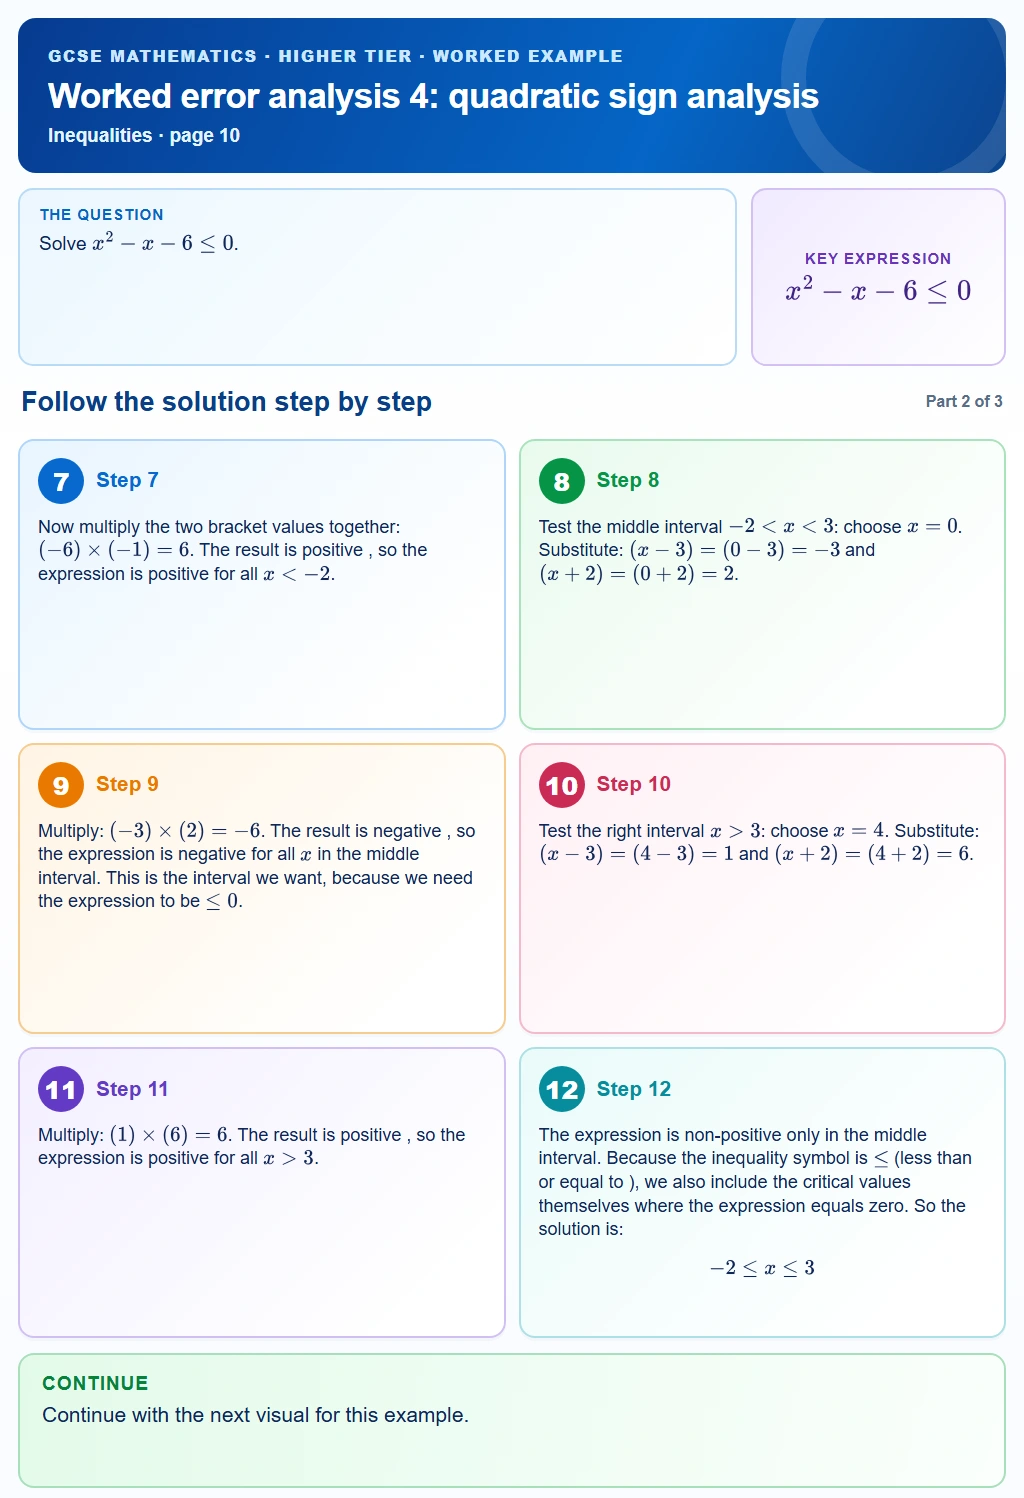 GCSE MATHEMATICS · HIGHER TIER · WORKED EXAMPLE
Worked error analysis 4: quadratic sign analysis
Inequalities · page 10
THE QUESTION
Solve x² − x − 6 ≤ 0.
KEY EXPRESSION
x² − x − 6 ≤ 0
Follow the solution step by step
Part 2 of 3
7 Step 7
Now multiply the two bracket values together:
(−6) × (−1) = 6. The result is positive , so the
expression is positive for all x < −2.
8 Step 8
Test the middle interval −2 < x < 3: choose x = 0.
Substitute: (x − 3) = (0 − 3) = −3 and
(x + 2) = (0 + 2) = 2.
9 Step 9
Multiply: (−3) × (2) = −6. The result is negative , so
the expression is negative for all x in the middle
interval. This is the interval we want, because we need
the expression to be ≤ 0.
10 Step 10
Test the right interval x > 3: choose x = 4. Substitute:
(x − 3) = (4 − 3) = 1 and (x + 2) = (4 + 2) = 6.
11 Step 11
Multiply: (1) × (6) = 6. The result is positive , so the
expression is positive for all x > 3.
12 Step 12
The expression is non-positive only in the middle
interval. Because the inequality symbol is ≤ (less than
or equal to ), we also include the critical values
themselves where the expression equals zero. So the
solution is:
−2 ≤ x ≤ 3
CONTINUE
Continue with the next visual for this example.